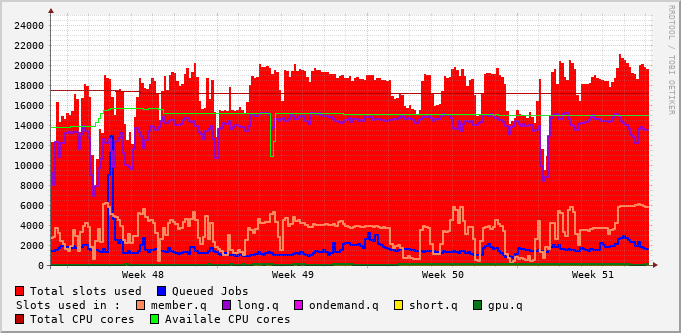 RRDTOOL / TOBI OETIKER
24000
22000
20000
18000
16000
14000
12000
10000
8000
6000
4000
2000
0
Week 48 Week 49 Week 50 Week 51
Total slots used Queued Jobs
Slots used in : member.q long.q ondemand.q short.q gpu.q
Total CPU cores Availale CPU cores